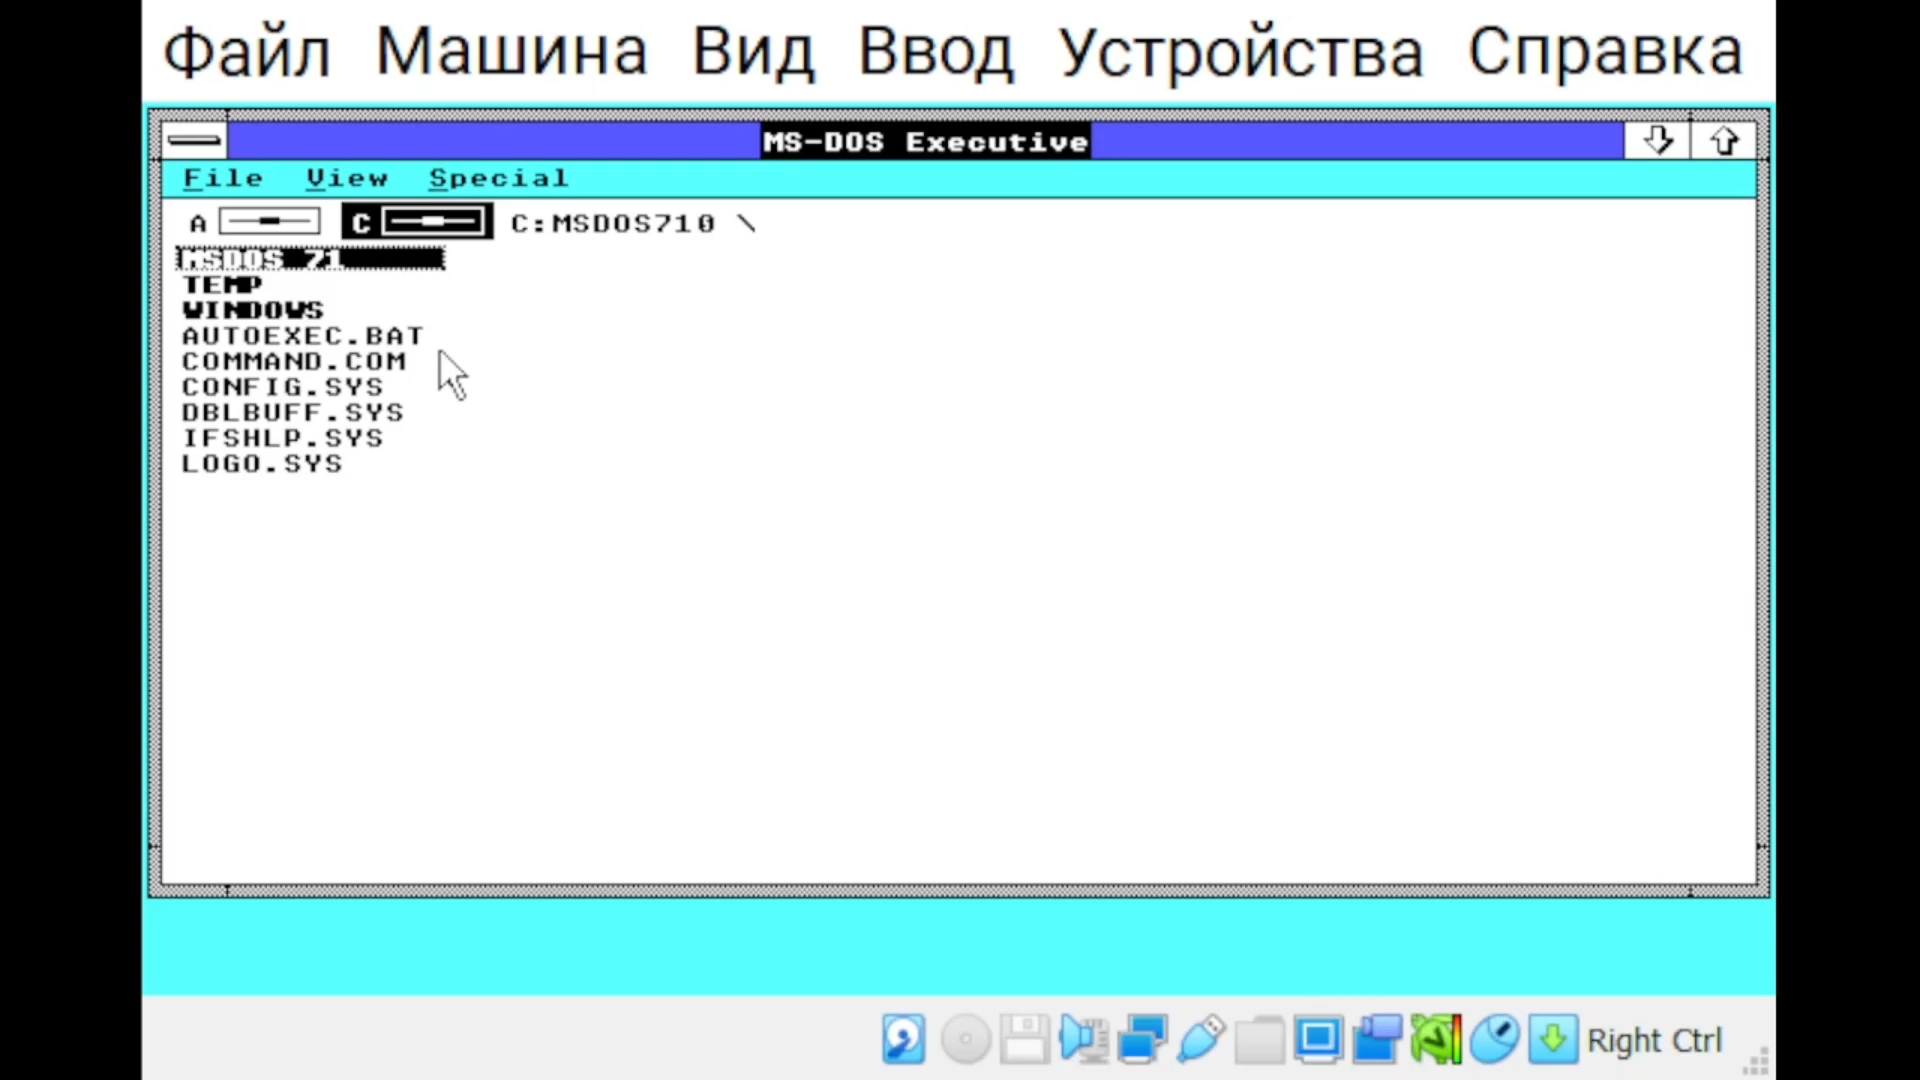 Файл Машина Вид Ввод Устройства Справка
MS-DOS Executive
File View Special
A C C:MSDOS710 \
MSDOS 71
TEMP
WINDOWS
AUTOEXEC.BAT
COMMAND.COM
CONFIG.SYS
DBLBUFF.SYS
IFSHLP.SYS
LOGO.SYS
Right Ctrl